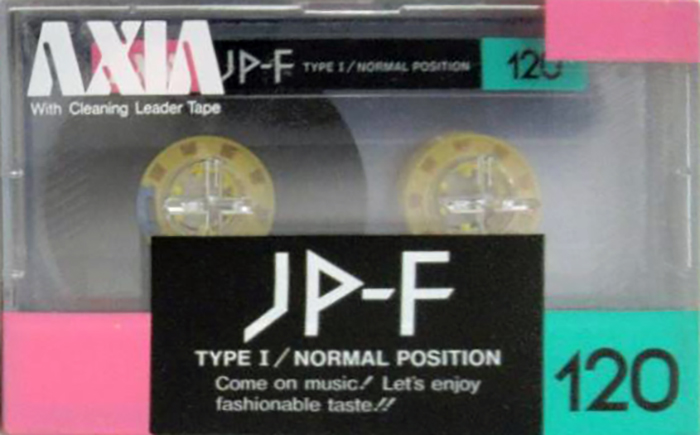 AXIA
JP-F TYPE I/NORMAL POSITION 120
With Cleaning Leader Tape
JP-F
TYPE I/NORMAL POSITION
Come on music! Let's enjoy
fashionable taste!!
120